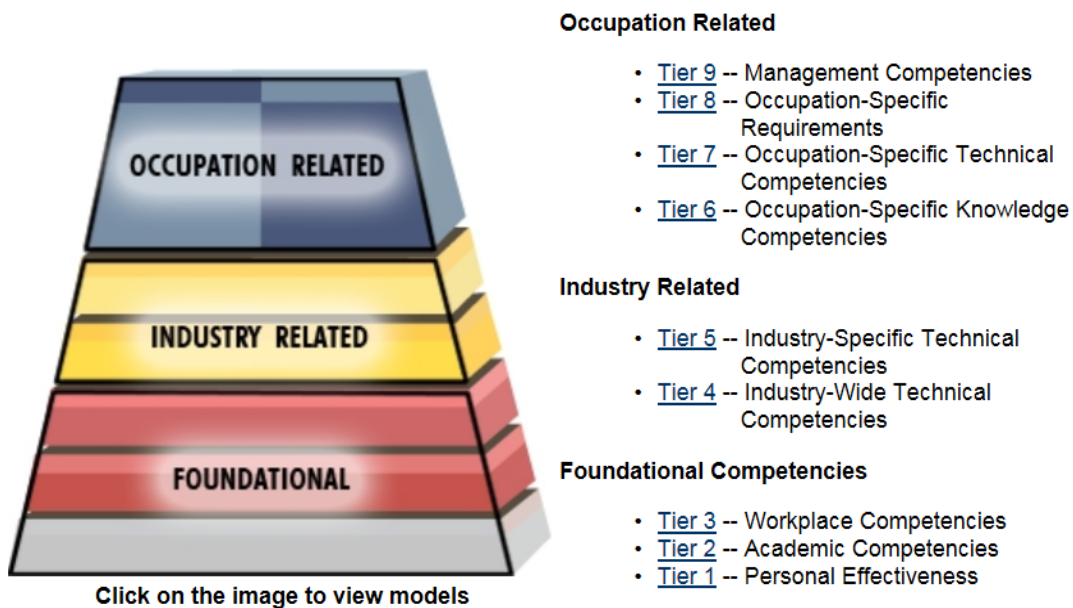 OCCUPATION RELATED
INDUSTRY RELATED
FOUNDATIONAL
Click on the image to view models
Occupation Related
• Tier 9 -- Management Competencies
• Tier 8 -- Occupation-Specific
Requirements
• Tier 7 -- Occupation-Specific Technical
Competencies
• Tier 6 -- Occupation-Specific Knowledge
Competencies
Industry Related
• Tier 5 -- Industry-Specific Technical
Competencies
• Tier 4 -- Industry-Wide Technical
Competencies
Foundational Competencies
• Tier 3 -- Workplace Competencies
• Tier 2 -- Academic Competencies
• Tier 1 -- Personal Effectiveness